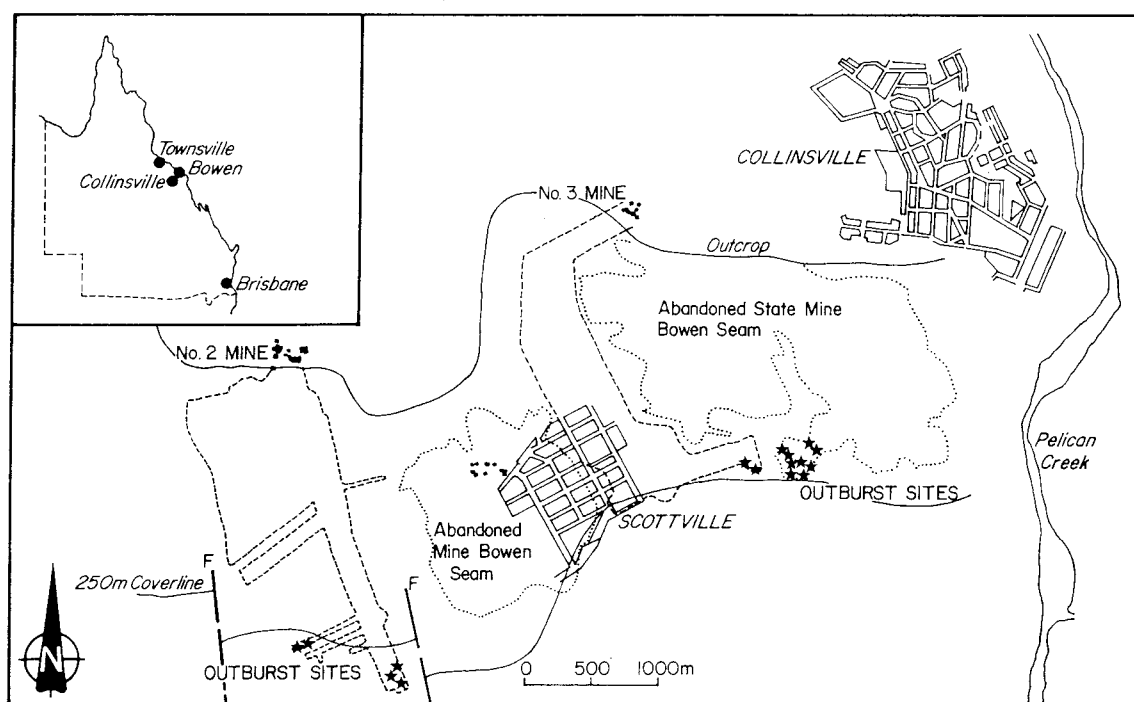 Townsville
Bowen
Collinsville
Brisbane
COLLINSVILLE
No. 3 MINE
Outcrop
Abandoned State Mine
Bowen Seam
No. 2 MINE
Pelican
Creek
OUTBURST SITES
SCOTTVILLE
Abandoned
Mine Bowen
Seam
F
F
250m Coverline
N
OUTBURST SITES
0 500 1000m